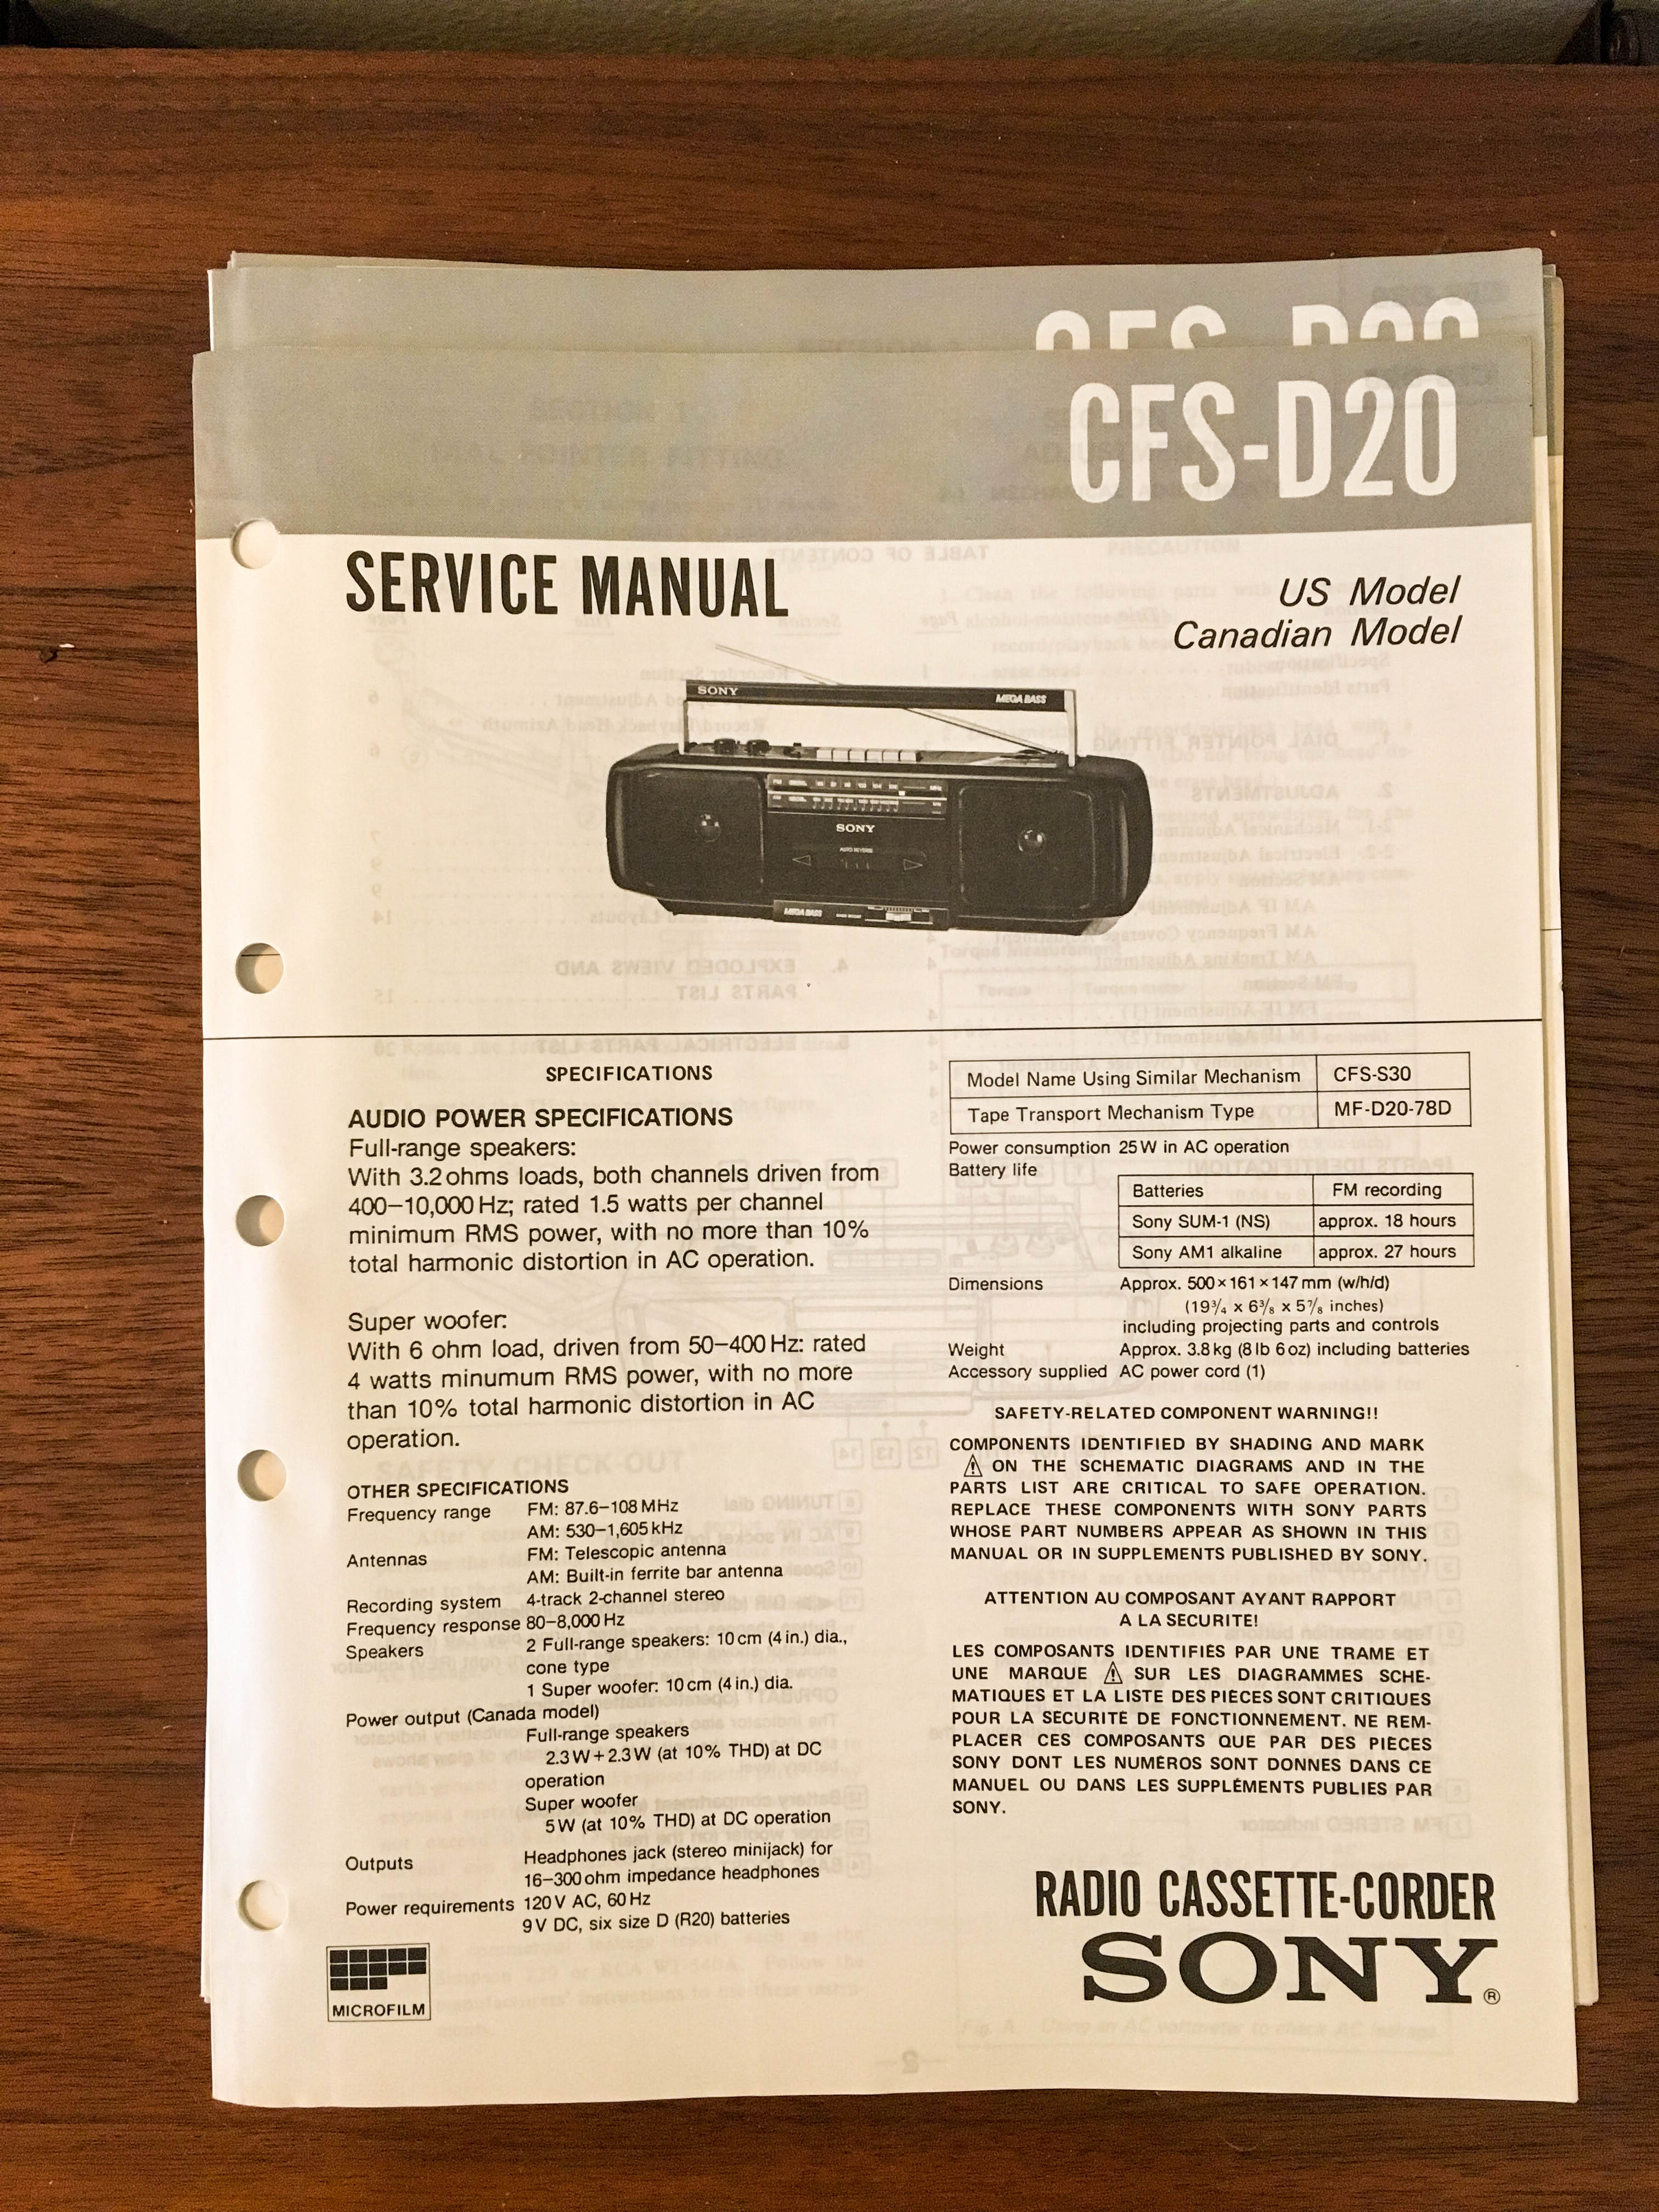 CFS-D20
SERVICE MANUAL
US Model
Canadian Model
SONY
MEGA BASS
SONY
AUTO REVERSE
MEGA BASS
SPECIFICATIONS
AUDIO POWER SPECIFICATIONS
Full-range speakers:
With 3.2 ohms loads, both channels driven from
400–10,000 Hz; rated 1.5 watts per channel
minimum RMS power, with no more than 10%
total harmonic distortion in AC operation.
Super woofer:
With 6 ohm load, driven from 50–400 Hz: rated
4 watts minumum RMS power, with no more
than 10% total harmonic distortion in AC
operation.
OTHER SPECIFICATIONS
Frequency range FM: 87.6–108 MHz
AM: 530–1,605 kHz
Antennas FM: Telescopic antenna
AM: Built-in ferrite bar antenna
Recording system 4-track 2-channel stereo
Frequency response 80–8,000 Hz
Speakers 2 Full-range speakers: 10 cm (4 in.) dia.,
cone type
1 Super woofer: 10 cm (4 in.) dia.
Power output (Canada model)
Full-range speakers
2.3 W + 2.3 W (at 10% THD) at DC
operation
Super woofer
5 W (at 10% THD) at DC operation
Outputs Headphones jack (stereo minijack) for
16–300 ohm impedance headphones
Power requirements 120 V AC, 60 Hz
9 V DC, six size D (R20) batteries
MICROFILM
Model Name Using Similar Mechanism CFS-S30
Tape Transport Mechanism Type MF-D20-78D
Power consumption 25 W in AC operation
Battery life
Batteries FM recording
Sony SUM-1 (NS) approx. 18 hours
Sony AM1 alkaline approx. 27 hours
Dimensions Approx. 500 × 161 × 147 mm (w/h/d)
(19 3/4 x 6 3/8 x 5 7/8 inches)
including projecting parts and controls
Weight Approx. 3.8 kg (8 lb 6 oz) including batteries
Accessory supplied AC power cord (1)
SAFETY-RELATED COMPONENT WARNING!!
COMPONENTS IDENTIFIED BY SHADING AND MARK
⚠ ON THE SCHEMATIC DIAGRAMS AND IN THE
PARTS LIST ARE CRITICAL TO SAFE OPERATION.
REPLACE THESE COMPONENTS WITH SONY PARTS
WHOSE PART NUMBERS APPEAR AS SHOWN IN THIS
MANUAL OR IN SUPPLEMENTS PUBLISHED BY SONY.
ATTENTION AU COMPOSANT AYANT RAPPORT
A LA SECURITE!
LES COMPOSANTS IDENTIFIÉS PAR UNE TRAME ET
UNE MARQUE ⚠ SUR LES DIAGRAMMES SCHE-
MATIQUES ET LA LISTE DES PIÈCES SONT CRITIQUES
POUR LA SECURITE DE FONCTIONNEMENT. NE REM-
PLACER CES COMPOSANTS QUE PAR DES PIÈCES
SONY DONT LES NUMÉROS SONT DONNÉS DANS CE
MANUEL OU DANS LES SUPPLÉMENTS PUBLIÉS PAR
SONY.
RADIO CASSETTE-CORDER
SONY®